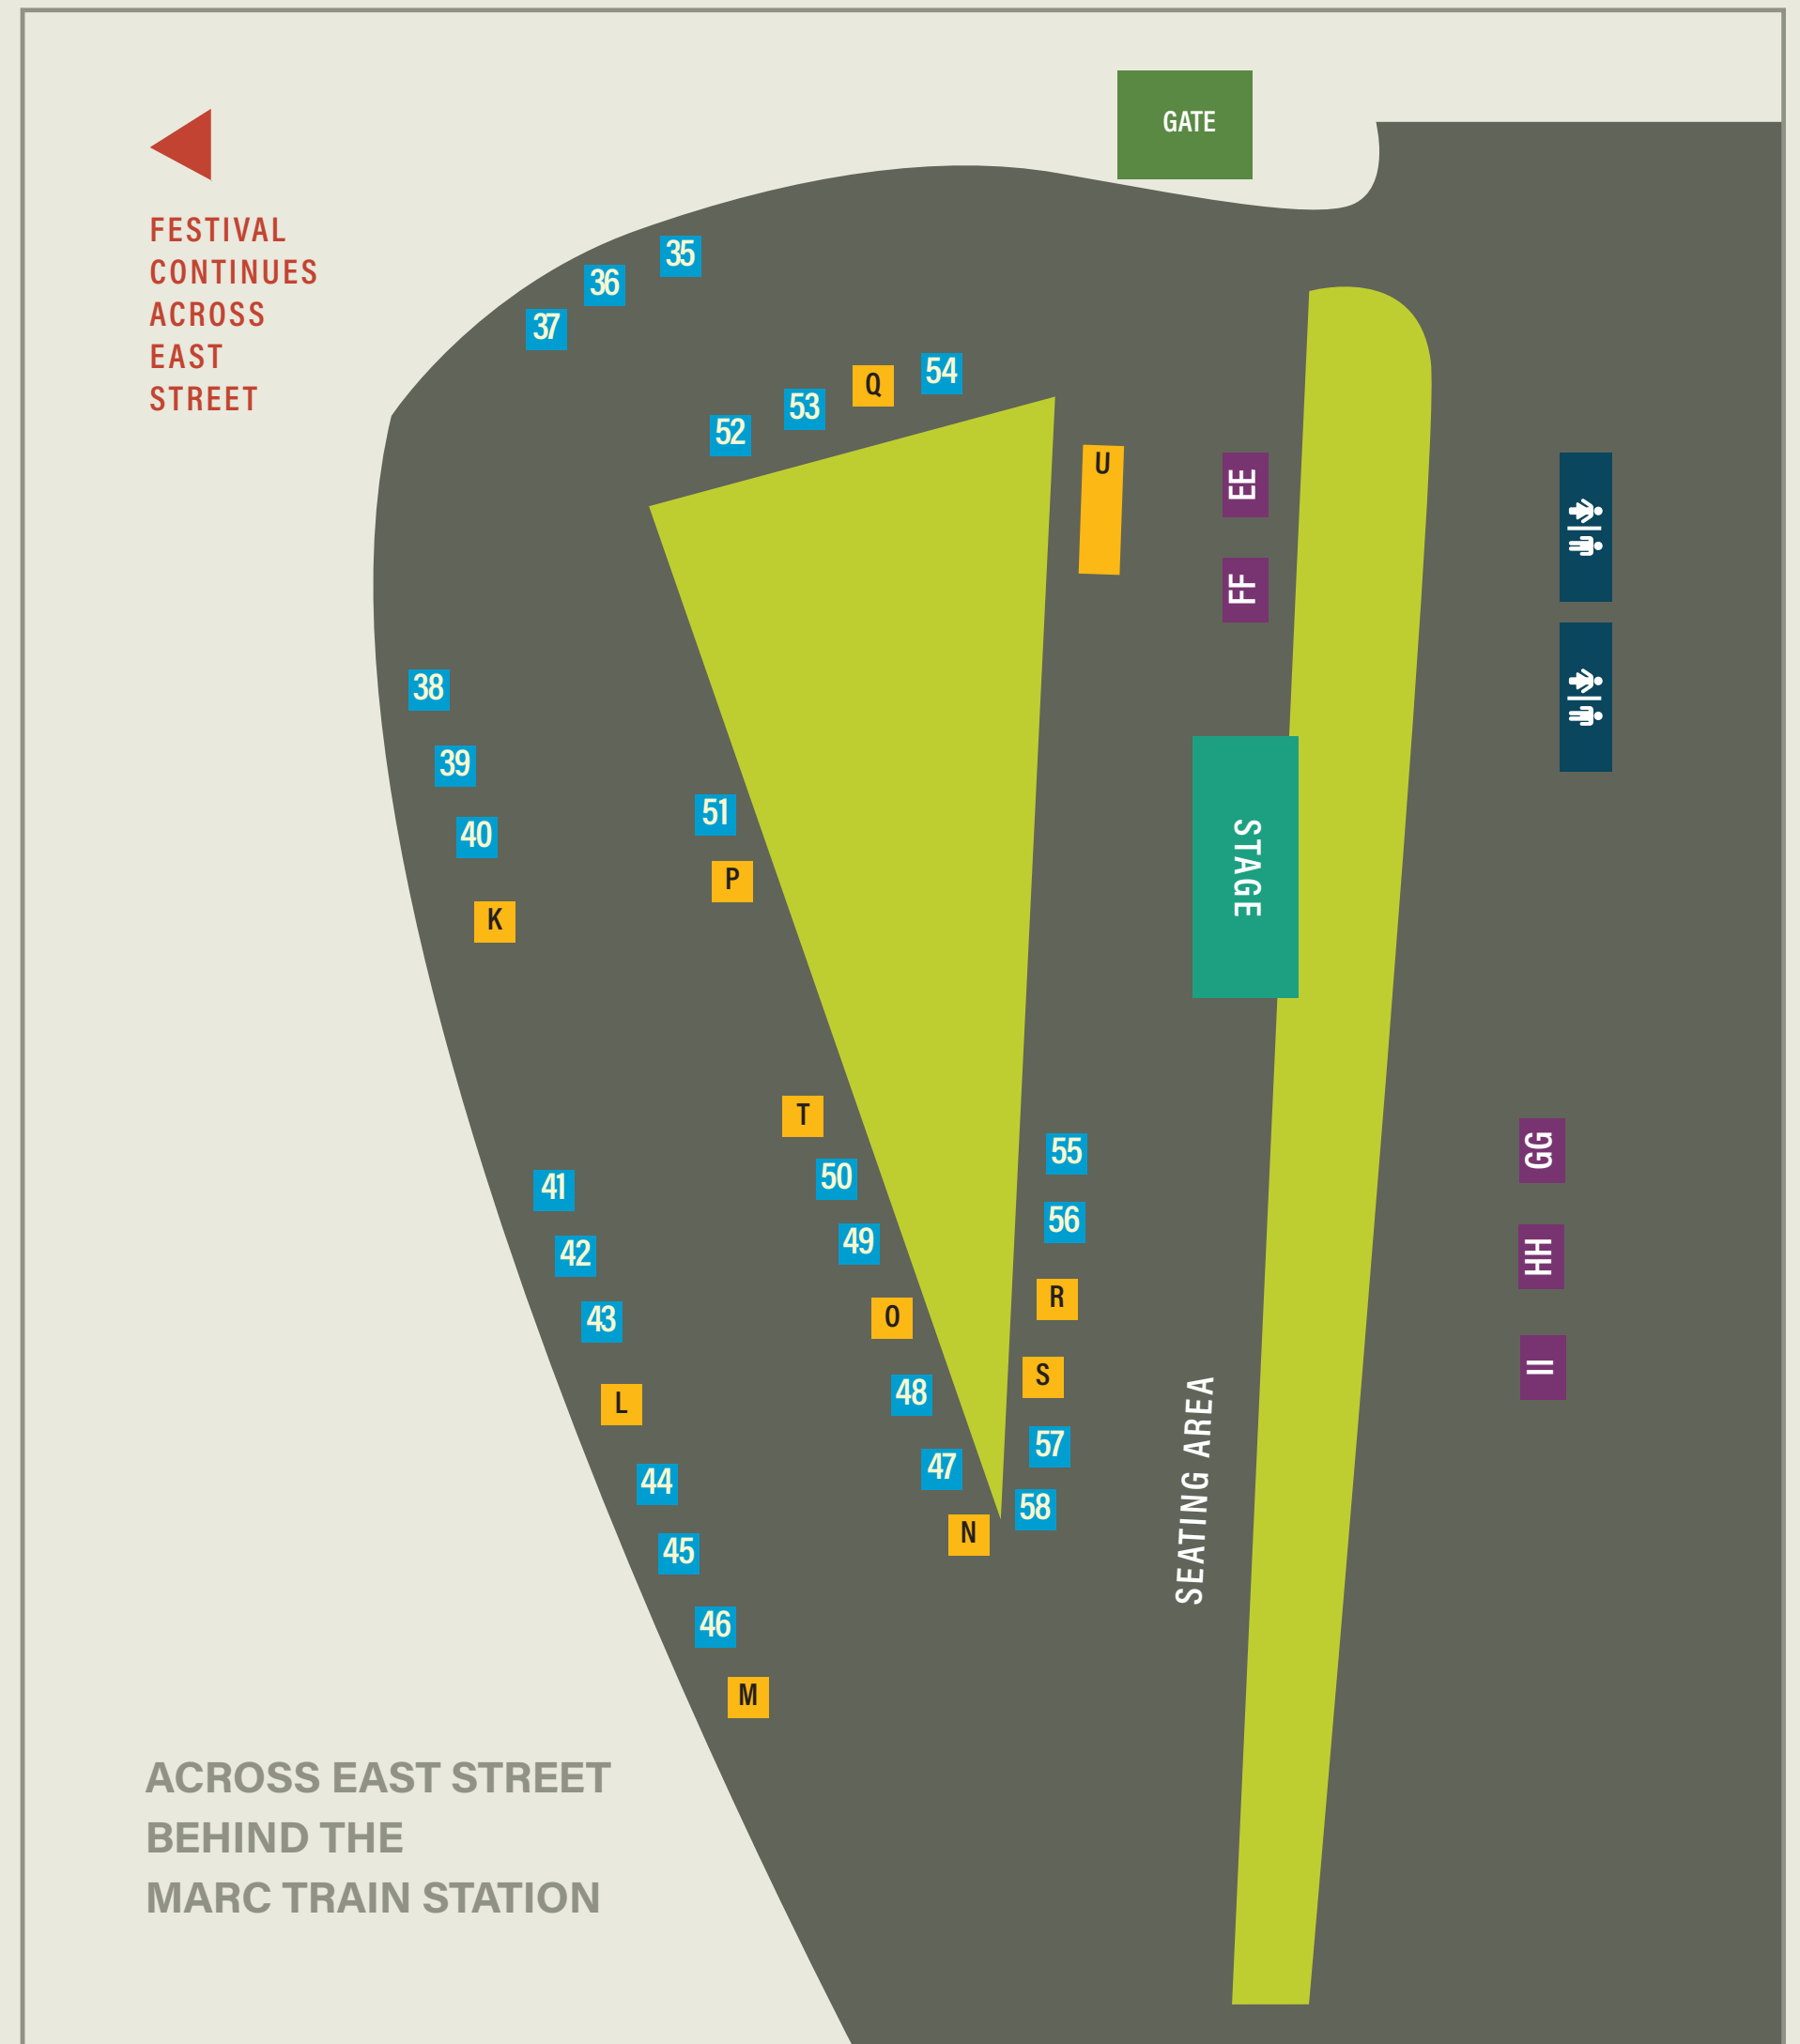 GATE
FESTIVAL
CONTINUES
ACROSS
EAST
STREET
35
36
37
54
Q
53
52
U
EE
FF
38
39
40
K
51
P
STAGE
T
50
49
O
48
47
N
41
42
43
L
44
45
46
M
55
56
R
S
57
58
GG
HH
II
SEATING AREA
ACROSS EAST STREET
BEHIND THE
MARC TRAIN STATION